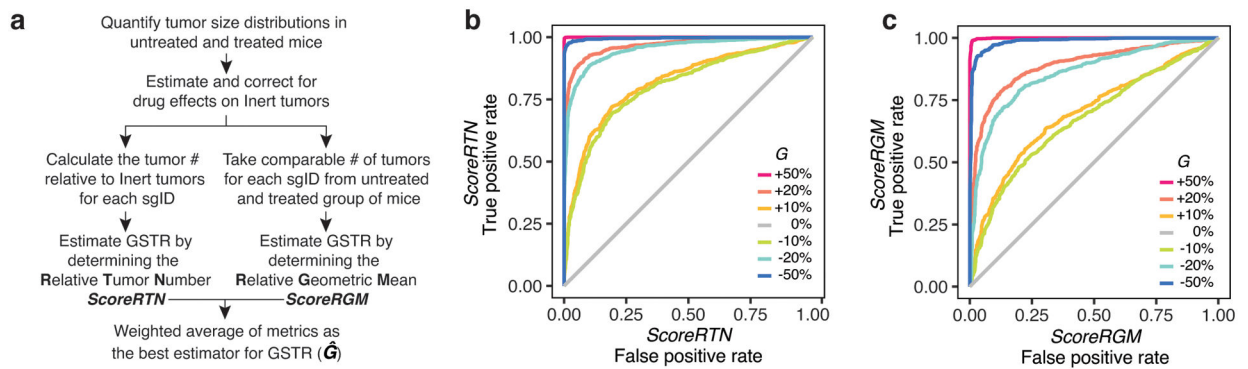 a
Quantify tumor size distributions in
untreated and treated mice
Estimate and correct for
drug effects on Inert tumors
Calculate the tumor #
relative to Inert tumors
for each sgID
Take comparable # of tumors
for each sgID from untreated
and treated group of mice
Estimate GSTR by
determining the
Relative Tumor Number
ScoreRTN
Estimate GSTR by
determining the
Relative Geometric Mean
ScoreRGM
Weighted average of metrics as
the best estimator for GSTR (Ĝ)
b
ScoreRTN
True positive rate
1.00
0.75
0.50
0.25
0.00
G
+50%
+20%
+10%
0%
-10%
-20%
-50%
0.00 0.25 0.50 0.75 1.00
ScoreRTN
False positive rate
c
ScoreRGM
True positive rate
1.00
0.75
0.50
0.25
0.00
G
+50%
+20%
+10%
0%
-10%
-20%
-50%
0.00 0.25 0.50 0.75 1.00
ScoreRGM
False positive rate